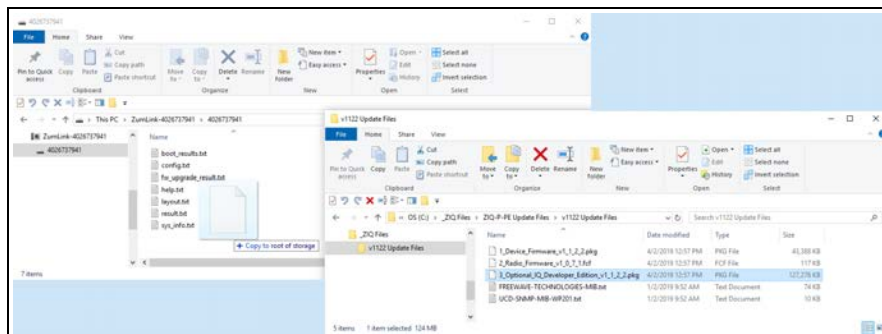 4026737941
File Home Share View
Pin to Quick access
Copy
Paste
Cut
Copy path
Paste shortcut
Clipboard
Move to
Copy to
Delete
Rename
Organize
New folder
New item
Easy access
New
Properties
Open
Edit
History
Open
Select all
Select none
Invert selection
Select
This PC > ZumLink-4026737941 > 4026737941
ZumLink-4026737941
4026737941
Name
boot_results.txt
config.txt
fw_upgrade_result.txt
help.txt
layout.txt
result.txt
sys_info.txt
+ Copy to root of storage
7 items
v1122 Update Files
File Home Share View
Pin to Quick access
Copy
Paste
Cut
Copy path
Paste shortcut
Clipboard
Move to
Copy to
Delete
Rename
Organize
New folder
New item
Easy access
New
Properties
Open
Edit
History
Open
Select all
Select none
Invert selection
Select
« OS (C:) > _ZIQ Files > ZIQ-P-PE Update Files > v1122 Update Files
Search v1122 Update Files
_ZIQ Files
v1122 Update Files
Name Date modified Type Size
1_Device_Firmware_v1_1_2_2.pkg 4/2/2019 12:57 PM PKG File 43,388 KB
2_Radio_Firmware_v1_0_7_1.fcf 4/2/2019 12:57 PM FCF File 117 KB
3_Optional_IQ_Developer_Edition_v1_1_2_2.pkg 4/2/2019 12:57 PM PKG File 127,276 KB
FREEWAVE-TECHNOLOGIES-MIB.txt 1/2/2019 9:52 AM Text Document 74 KB
UCD-SNMP-MIB-WP201.txt 1/2/2019 9:52 AM Text Document 10 KB
5 items 1 item selected 124 MB